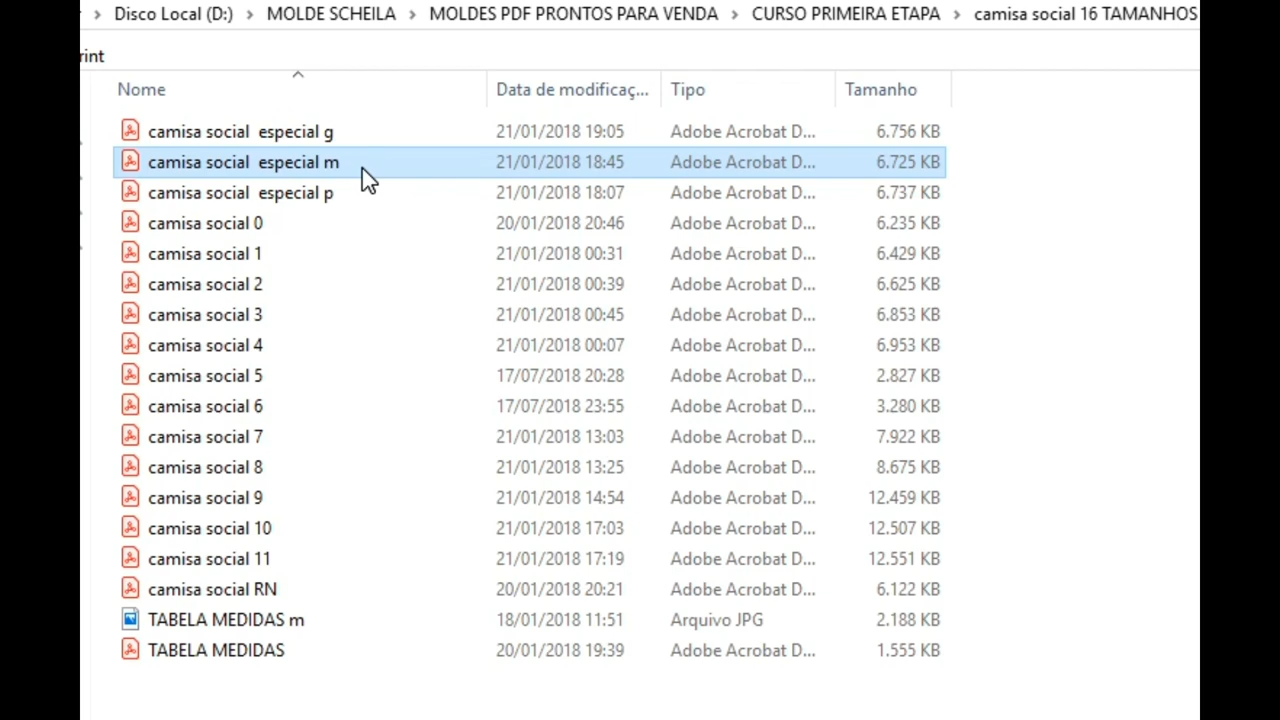 Disco Local (D:) > MOLDE SCHEILA > MOLDES PDF PRONTOS PARA VENDA > CURSO PRIMEIRA ETAPA > camisa social 16 TAMANHOS
rint
Nome Data de modificaç... Tipo Tamanho
camisa social  especial g 21/01/2018 19:05 Adobe Acrobat D... 6.756 KB
camisa social  especial m 21/01/2018 18:45 Adobe Acrobat D... 6.725 KB
camisa social  especial p 21/01/2018 18:07 Adobe Acrobat D... 6.737 KB
camisa social 0 20/01/2018 20:46 Adobe Acrobat D... 6.235 KB
camisa social 1 21/01/2018 00:31 Adobe Acrobat D... 6.429 KB
camisa social 2 21/01/2018 00:39 Adobe Acrobat D... 6.625 KB
camisa social 3 21/01/2018 00:45 Adobe Acrobat D... 6.853 KB
camisa social 4 21/01/2018 00:07 Adobe Acrobat D... 6.953 KB
camisa social 5 17/07/2018 20:28 Adobe Acrobat D... 2.827 KB
camisa social 6 17/07/2018 23:55 Adobe Acrobat D... 3.280 KB
camisa social 7 21/01/2018 13:03 Adobe Acrobat D... 7.922 KB
camisa social 8 21/01/2018 13:25 Adobe Acrobat D... 8.675 KB
camisa social 9 21/01/2018 14:54 Adobe Acrobat D... 12.459 KB
camisa social 10 21/01/2018 17:03 Adobe Acrobat D... 12.507 KB
camisa social 11 21/01/2018 17:19 Adobe Acrobat D... 12.551 KB
camisa social RN 20/01/2018 20:21 Adobe Acrobat D... 6.122 KB
TABELA MEDIDAS m 18/01/2018 11:51 Arquivo JPG 2.188 KB
TABELA MEDIDAS 20/01/2018 19:39 Adobe Acrobat D... 1.555 KB